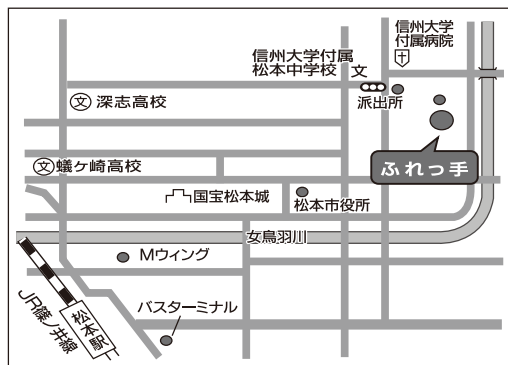 信州大学
付属病院
信州大学付属
松本中学校 文
派出所
文 深志高校
ふれっ手
文 蟻ヶ崎高校
国宝松本城
松本市役所
女鳥羽川
Mウィング
バスターミナル
松本駅
JR篠ノ井線